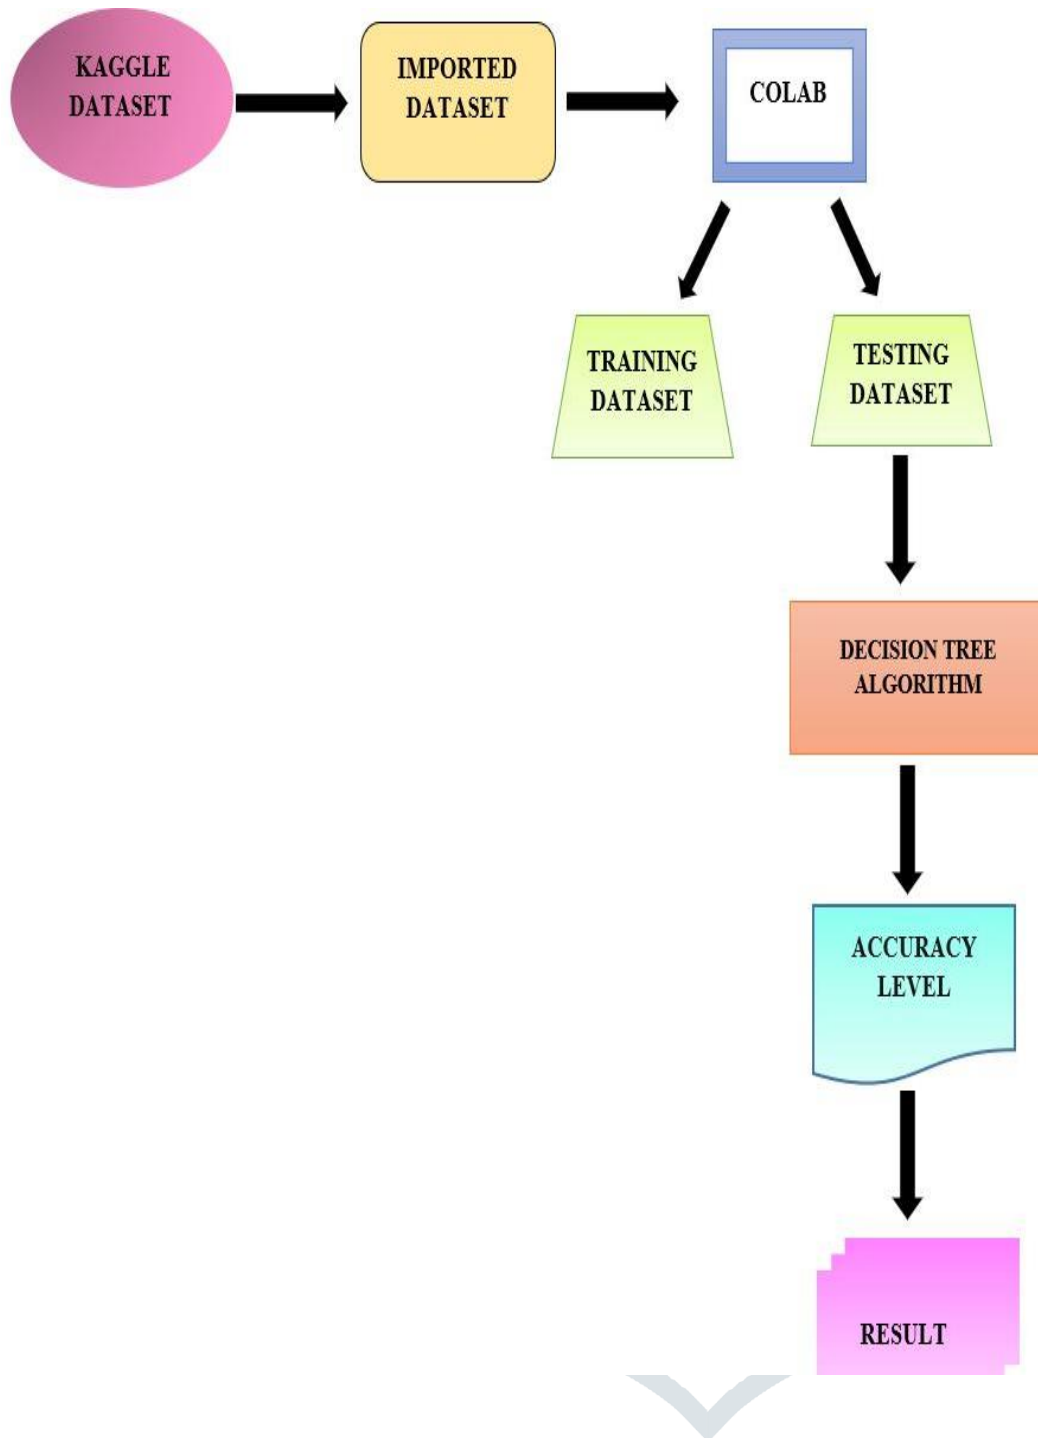 KAGGLE
DATASET
IMPORTED
DATASET
COLAB
TRAINING
DATASET
TESTING
DATASET
DECISION TREE
ALGORITHM
ACCURACY
LEVEL
RESULT